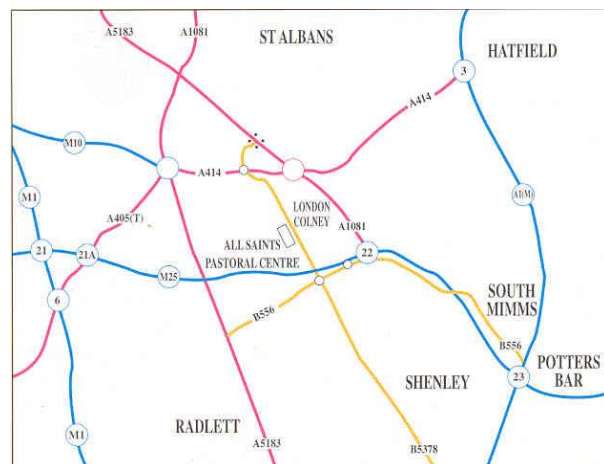 A5183
A1081
ST ALBANS
HATFIELD
3
A414
M10
A414
M1
A1(M)
LONDON
COLNEY
A405(T)
A1081
ALL SAINTS
PASTORAL CENTRE
21
21A
22
M25
6
SOUTH
MIMMS
B556
B556
POTTERS
BAR
23
SHENLEY
RADLETT
M1
A5183
B5378